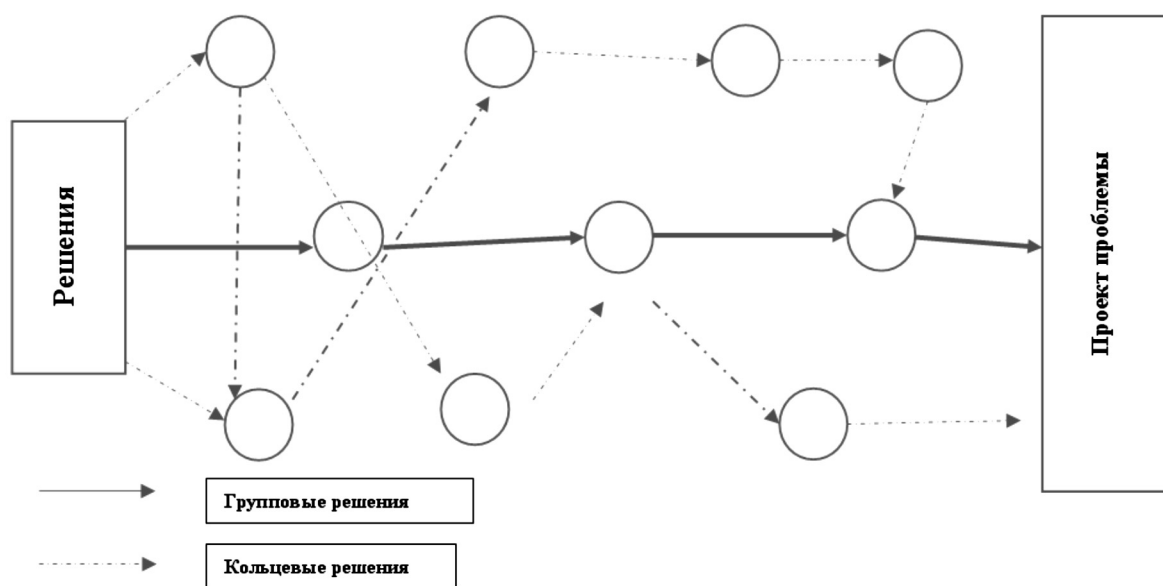 Решения
Проект проблемы
Групповые решения
Кольцевые решения